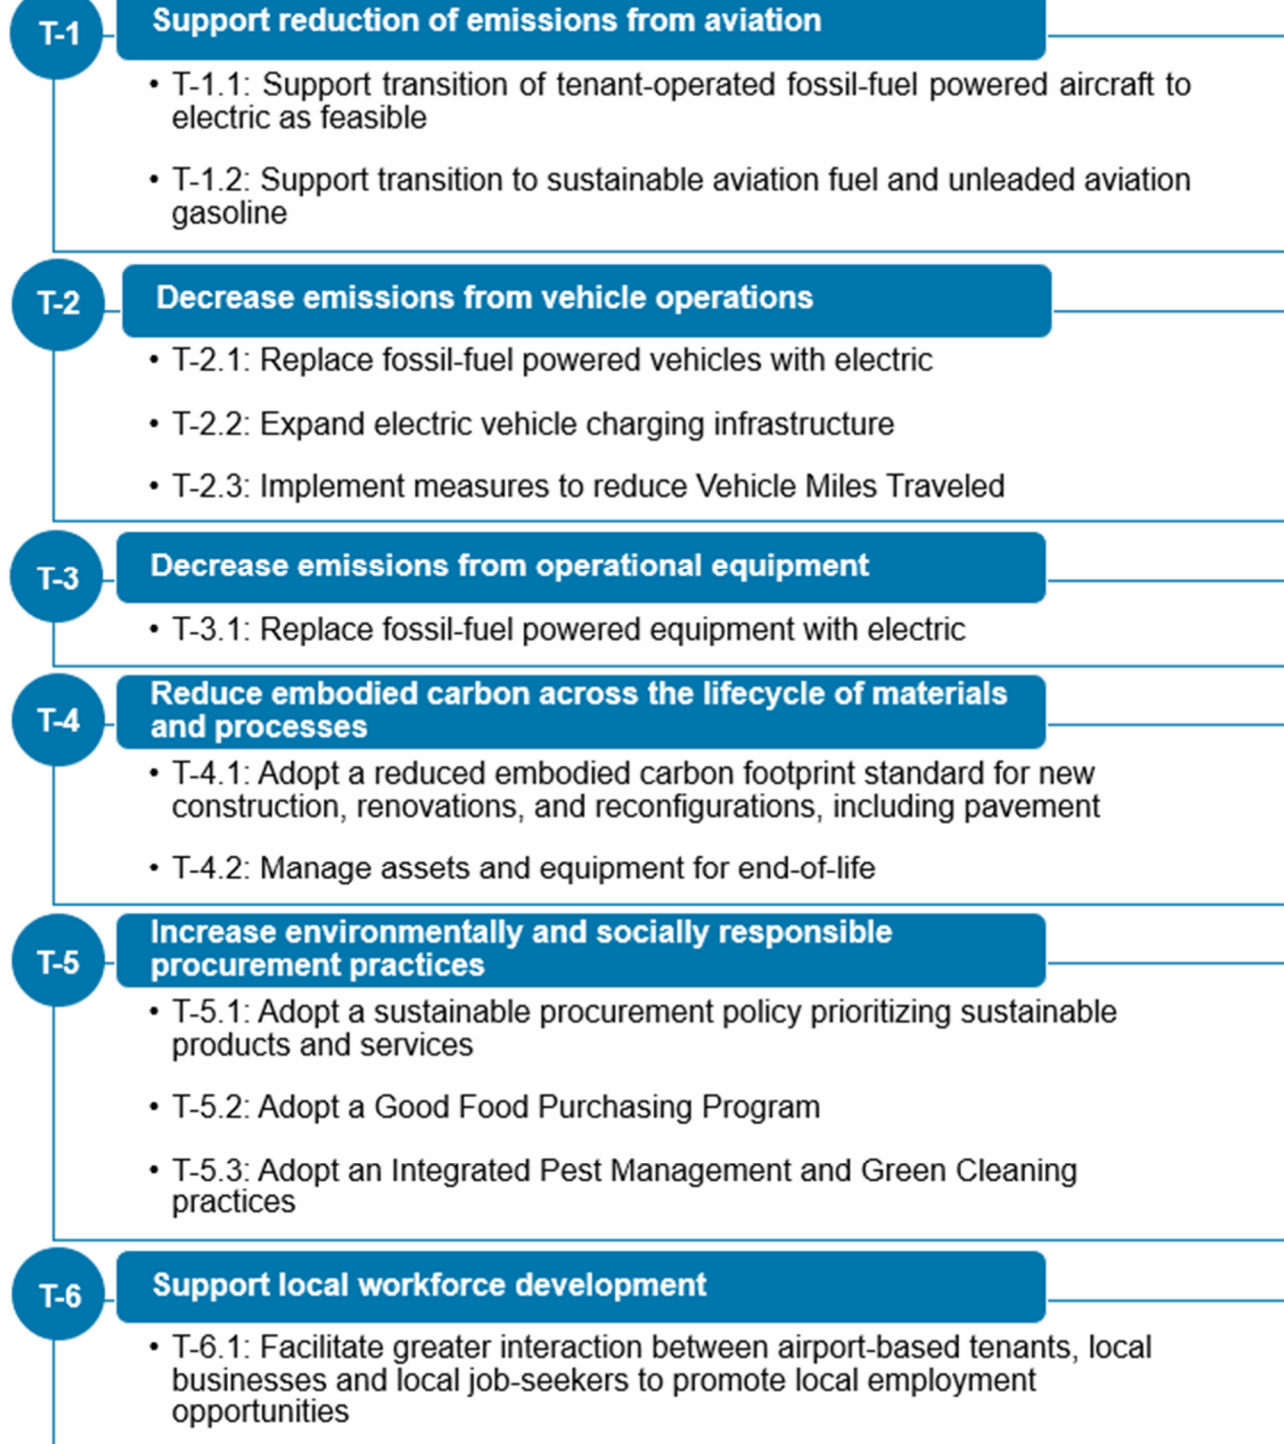 T-1
Support reduction of emissions from aviation
• T-1.1: Support transition of tenant-operated fossil-fuel powered aircraft to
electric as feasible
• T-1.2: Support transition to sustainable aviation fuel and unleaded aviation
gasoline
T-2
Decrease emissions from vehicle operations
• T-2.1: Replace fossil-fuel powered vehicles with electric
• T-2.2: Expand electric vehicle charging infrastructure
• T-2.3: Implement measures to reduce Vehicle Miles Traveled
T-3
Decrease emissions from operational equipment
• T-3.1: Replace fossil-fuel powered equipment with electric
T-4
Reduce embodied carbon across the lifecycle of materials
and processes
• T-4.1: Adopt a reduced embodied carbon footprint standard for new
construction, renovations, and reconfigurations, including pavement
• T-4.2: Manage assets and equipment for end-of-life
T-5
Increase environmentally and socially responsible
procurement practices
• T-5.1: Adopt a sustainable procurement policy prioritizing sustainable
products and services
• T-5.2: Adopt a Good Food Purchasing Program
• T-5.3: Adopt an Integrated Pest Management and Green Cleaning
practices
T-6
Support local workforce development
• T-6.1: Facilitate greater interaction between airport-based tenants, local
businesses and local job-seekers to promote local employment
opportunities